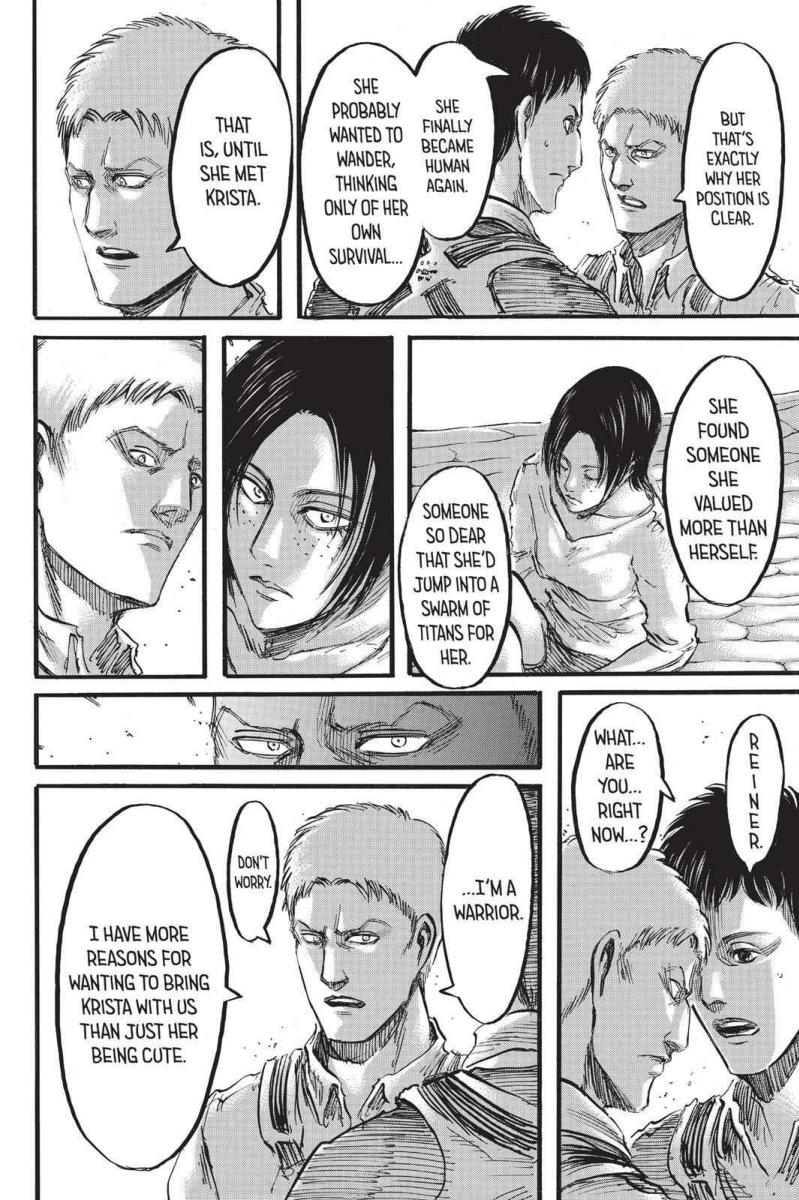 BUT
THAT'S
EXACTLY
WHY HER
POSITION IS
CLEAR.
SHE
FINALLY
BECAME
HUMAN
AGAIN.
SHE
PROBABLY
WANTED TO
WANDER,
THINKING
ONLY OF HER
OWN
SURVIVAL...
THAT
IS, UNTIL
SHE MET
KRISTA.
SHE
FOUND
SOMEONE
SHE
VALUED
MORE THAN
HERSELF.
SOMEONE
SO DEAR
THAT SHE'D
JUMP INTO A
SWARM OF
TITANS FOR
HER.
REINER.
WHAT...
ARE
YOU...
RIGHT
NOW...?
...I'M A
WARRIOR.
DON'T
WORRY.
I HAVE MORE
REASONS FOR
WANTING TO BRING
KRISTA WITH US
THAN JUST HER
BEING CUTE.